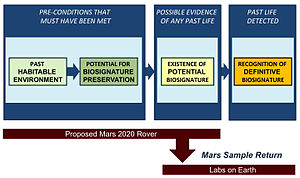 PRE-CONDITIONS THAT
MUST HAVE BEEN MET
POSSIBLE EVIDENCE
OF ANY PAST LIFE
PAST LIFE
DETECTED
PAST
HABITABLE
ENVIRONMENT
POTENTIAL FOR
BIOSIGNATURE
PRESERVATION
EXISTENCE OF
POTENTIAL
BIOSIGNATURE
RECOGNITION OF
DEFINITIVE
BIOSIGNATURE
Proposed Mars 2020 Rover
Mars Sample Return
Labs on Earth